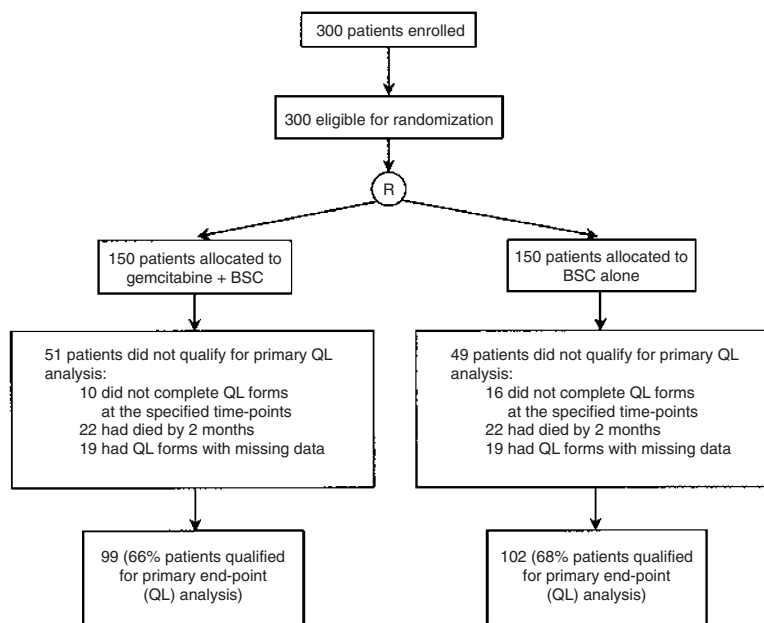 300 patients enrolled
300 eligible for randomization
R
150 patients allocated to
gemcitabine + BSC
150 patients allocated to
BSC alone
51 patients did not qualify for primary QL
analysis:
10 did not complete QL forms
at the specified time-points
22 had died by 2 months
19 had QL forms with missing data
49 patients did not qualify for primary QL
analysis:
16 did not complete QL forms
at the specified time-points
22 had died by 2 months
19 had QL forms with missing data
99 (66% patients qualified
for primary end-point
(QL) analysis)
102 (68% patients qualified
for primary end-point
(QL) analysis)